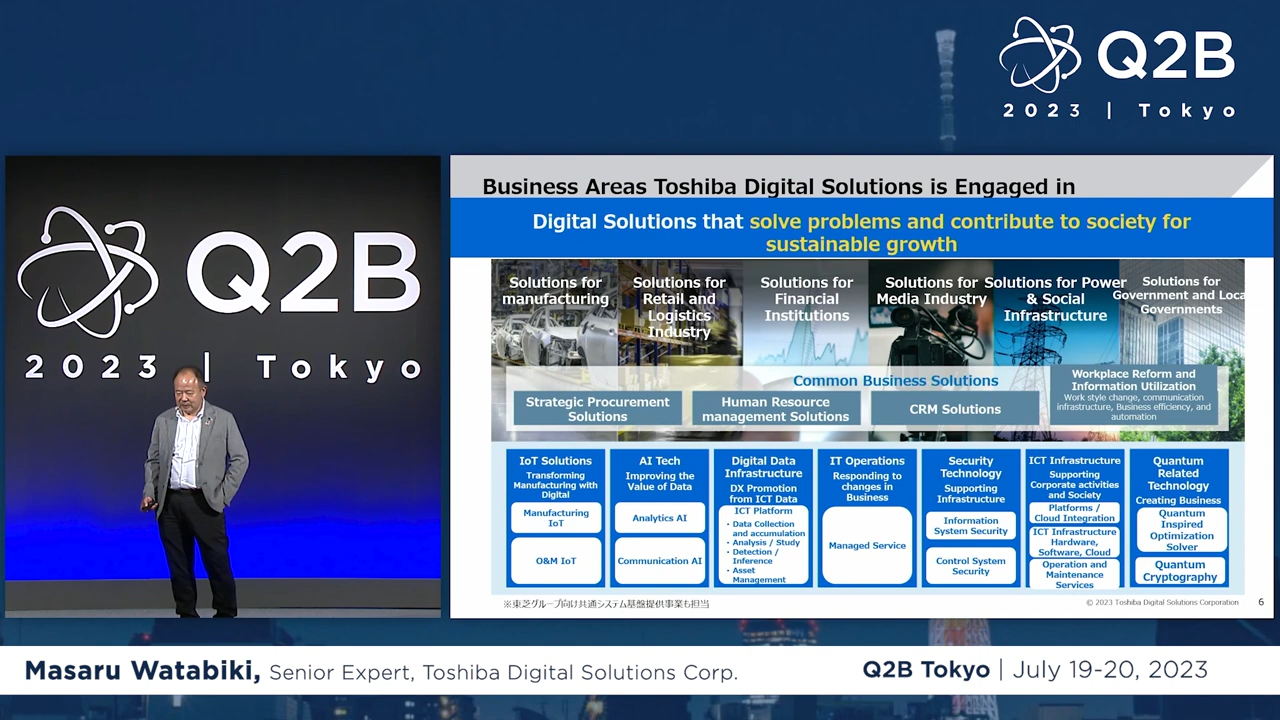 Q2B
2023 | Tokyo
Q2B
2023 | Tokyo
Business Areas Toshiba Digital Solutions is Engaged in
Digital Solutions that solve problems and contribute to society for
sustainable growth
Solutions for
manufacturing
Solutions for
Retail and
Logistics
Industry
Solutions for
Financial
Institutions
Solutions for
Media Industry
Solutions for Power
& Social
Infrastructure
Solutions for
Government and Loca
Governments
Common Business Solutions
Strategic Procurement
Solutions
Human Resource
management Solutions
CRM Solutions
Workplace Reform and
Information Utilization
Work style change, communication
infrastructure, Business efficiency, and
automation
IoT Solutions
Transforming
Manufacturing with
Digital
Manufacturing
IoT
O&M IoT
AI Tech
Improving the
Value of Data
Analytics AI
Communication AI
Digital Data
Infrastructure
DX Promotion
from ICT Data
ICT Platform
・Data Collection
and accumulation
・Analysis / Study
・Detection /
Inference
・Asset
Management
IT Operations
Responding to
changes in
Business
Managed Service
Security
Technology
Supporting
Infrastructure
Information
System Security
Control System
Security
ICT Infrastructure
Supporting
Corporate activities
and Society
Platforms /
Cloud Integration
ICT Infrastructure
Hardware,
Software, Cloud
Operation and
Maintenance
Services
Quantum
Related
Technology
Creating Business
Quantum
Inspired
Optimization
Solver
Quantum
Cryptography
※東芝グループ向け共通システム基盤提供事業も担当
© 2023 Toshiba Digital Solutions Corporation
6
Masaru Watabiki, Senior Expert, Toshiba Digital Solutions Corp.
Q2B Tokyo | July 19-20, 2023